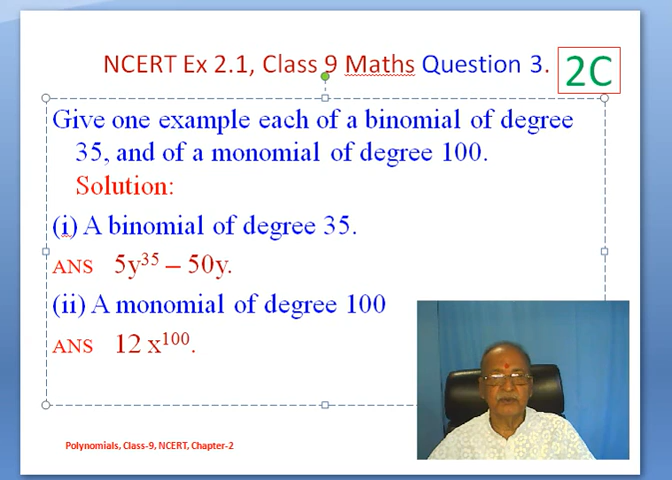 NCERT Ex 2.1, Class 9 Maths Question 3.
2C
Give one example each of a binomial of degree
35, and of a monomial of degree 100.
Solution:
(i) A binomial of degree 35.
ANS 5y³⁵ – 50y.
(ii) A monomial of degree 100
ANS 12 x¹⁰⁰.
Polynomials, Class-9, NCERT, Chapter-2